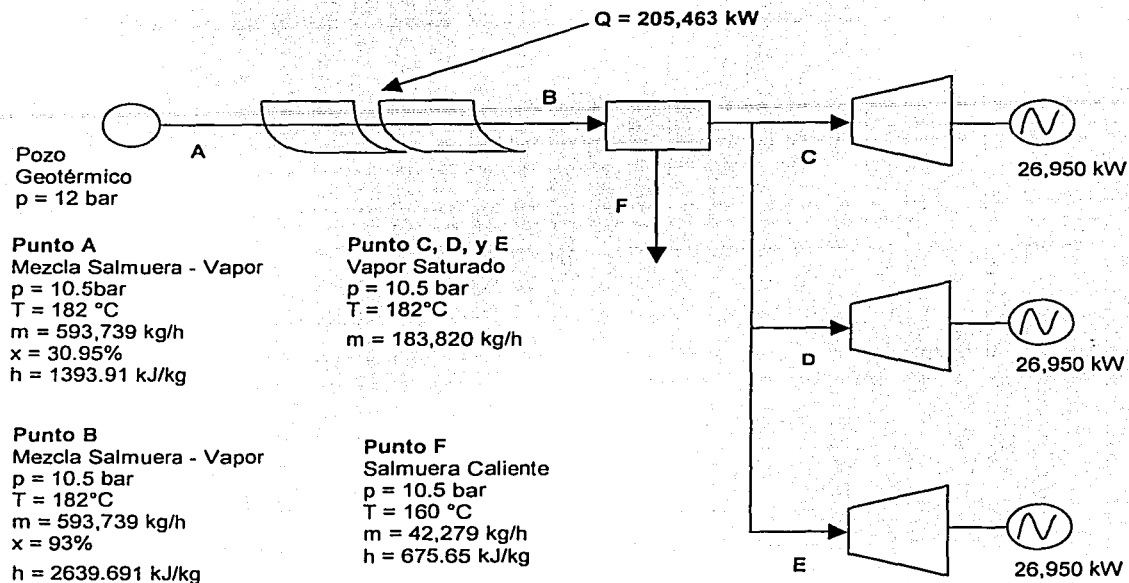 Q = 205,463 kW
B
A
C
F
Pozo
Geotérmico
p = 12 bar
26,950 kW
Punto A
Mezcla Salmuera - Vapor
p = 10.5bar
T = 182 °C
m = 593,739 kg/h
x = 30.95%
h = 1393.91 kJ/kg
Punto C, D, y E
Vapor Saturado
p = 10.5 bar
T = 182°C
m = 183,820 kg/h
D
26,950 kW
Punto B
Mezcla Salmuera - Vapor
p = 10.5 bar
T = 182°C
m = 593,739 kg/h
x = 93%
h = 2639.691 kJ/kg
Punto F
Salmuera Caliente
p = 10.5 bar
T = 160 °C
m = 42,279 kg/h
h = 675.65 kJ/kg
E
26,950 kW